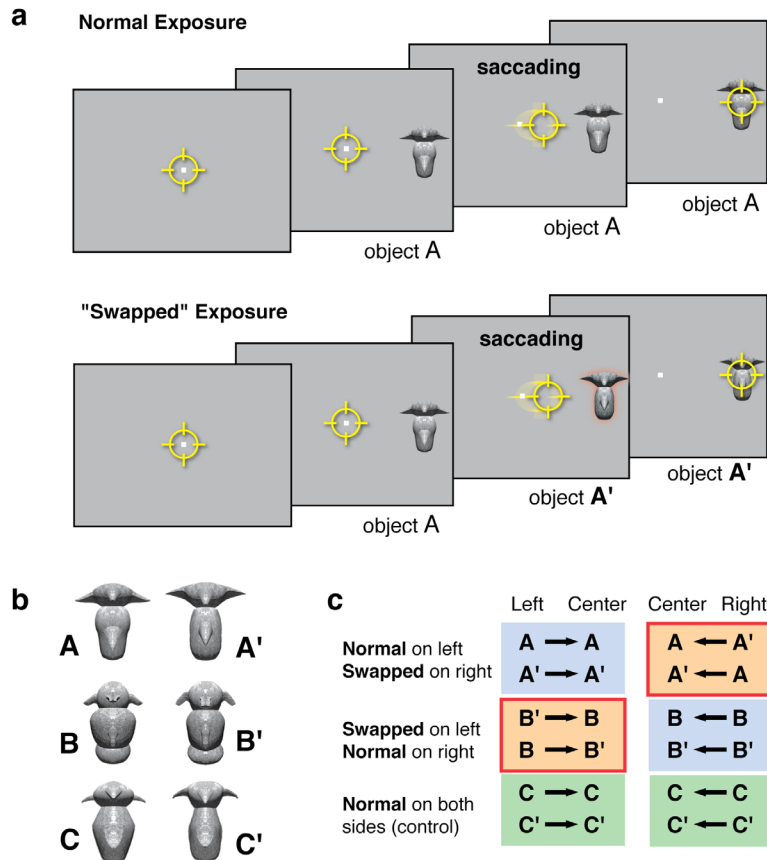 a
Normal Exposure
saccading
object A
object A
object A
"Swapped" Exposure
saccading
object A
object A'
object A'
b
A A'
B B'
C C'
c
Left Center Center Right
Normal on left
Swapped on right
A → A A ← A'
A' → A' A' ← A
Swapped on left
Normal on right
B' → B B ← B
B → B' B' ← B'
Normal on both
sides (control)
C → C C ← C
C' → C' C' ← C'